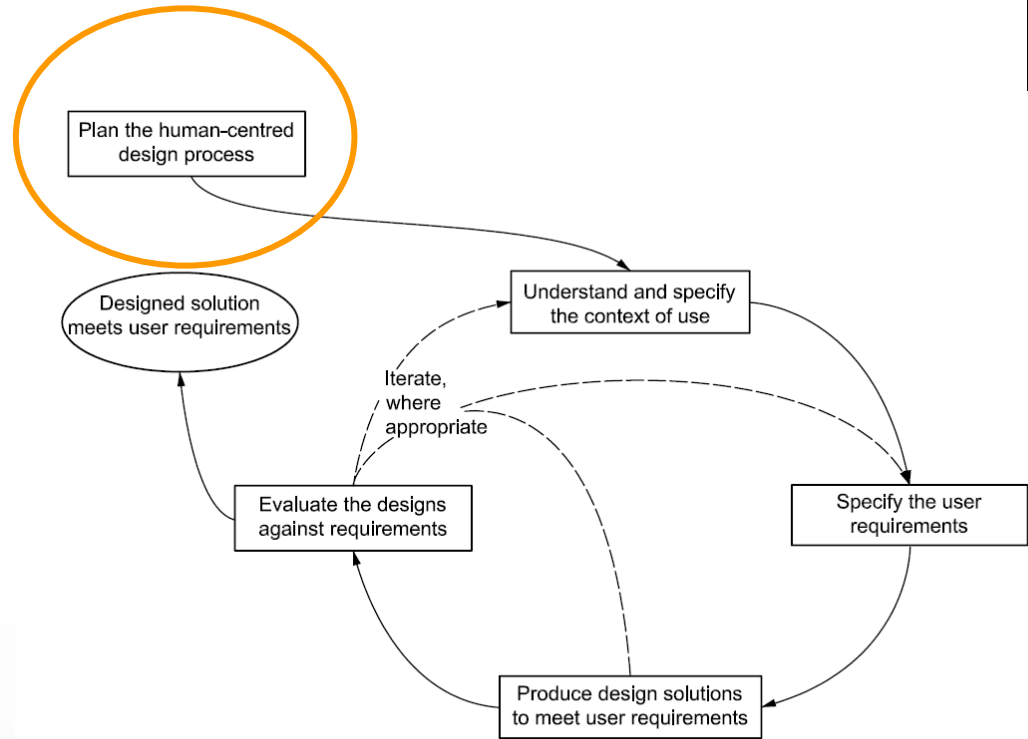 Plan the human-centred
design process
Designed solution
meets user requirements
Understand and specify
the context of use
Iterate,
where
appropriate
Evaluate the designs
against requirements
Specify the user
requirements
Produce design solutions
to meet user requirements